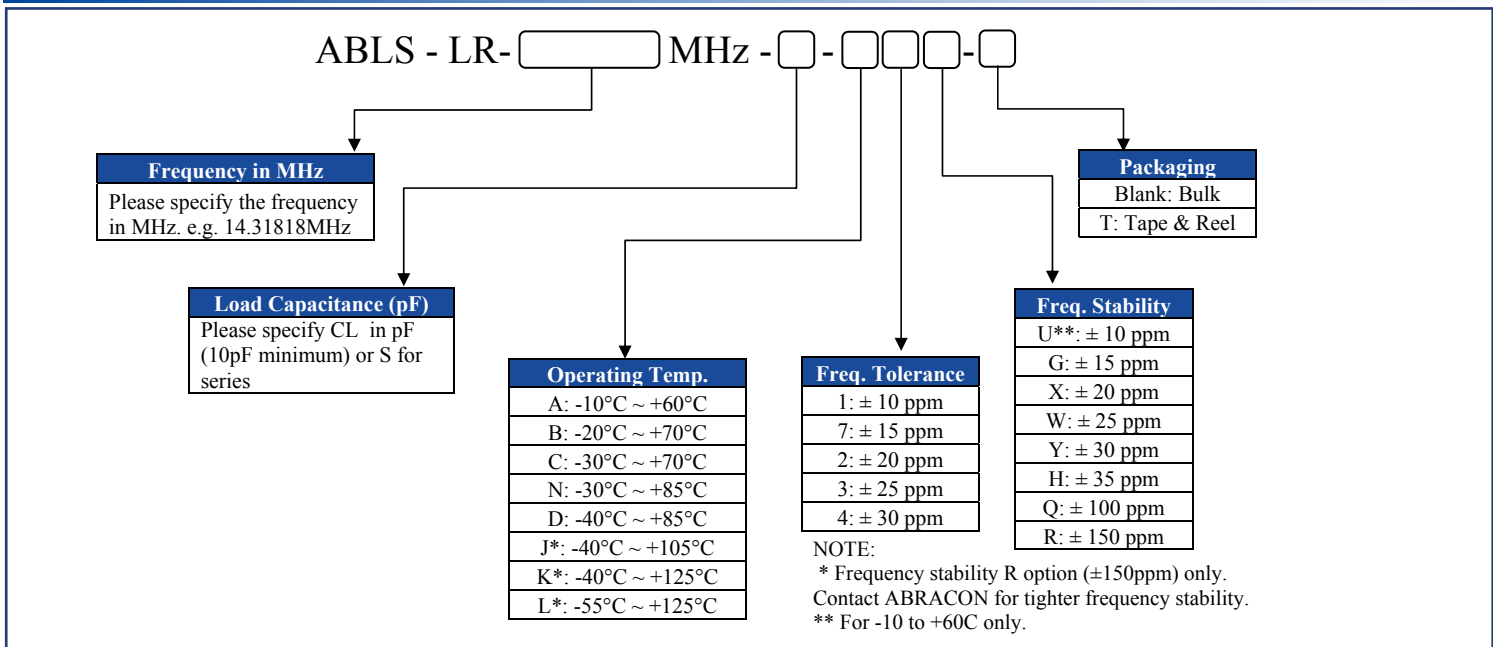 ABLS - LR- MHz - - -
Frequency in MHz
Please specify the frequency
in MHz. e.g. 14.31818MHz
Packaging
Blank: Bulk
T: Tape & Reel
Load Capacitance (pF)
Please specify CL in pF
(10pF minimum) or S for
series
Operating Temp.
A: -10°C ~ +60°C
B: -20°C ~ +70°C
C: -30°C ~ +70°C
N: -30°C ~ +85°C
D: -40°C ~ +85°C
J*: -40°C ~ +105°C
K*: -40°C ~ +125°C
L*: -55°C ~ +125°C
Freq. Tolerance
1: ± 10 ppm
7: ± 15 ppm
2: ± 20 ppm
3: ± 25 ppm
4: ± 30 ppm
Freq. Stability
U**: ± 10 ppm
G: ± 15 ppm
X: ± 20 ppm
W: ± 25 ppm
Y: ± 30 ppm
H: ± 35 ppm
Q: ± 100 ppm
R: ± 150 ppm
NOTE:
* Frequency stability R option (±150ppm) only.
Contact ABRACON for tighter frequency stability.
** For -10 to +60C only.